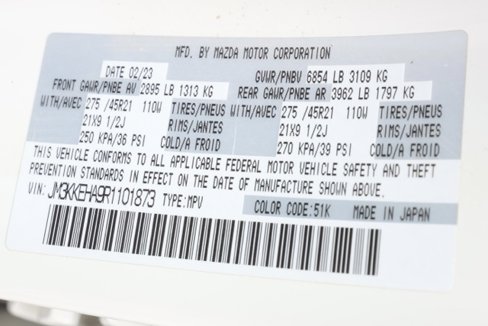 MFD. BY MAZDA MOTOR CORPORATION
DATE 02/23 GVWR/PNBV 6854 LB 3109 KG
FRONT GAWR/PNBE AV 2895 LB 1313 KG REAR GAWR/PNBE AR 3962 LB 1797 KG
WITH/AVEC 275 /45R21 110W TIRES/PNEUS WITH/AVEC 275 /45R21 110W TIRES/PNEUS
21X9 1/2J RIMS/JANTES 21X9 1/2J RIMS/JANTES
250 KPA/36 PSI COLD/A FROID 270 KPA/39 PSI COLD/A FROID
THIS VEHICLE CONFORMS TO ALL APPLICABLE FEDERAL MOTOR VEHICLE SAFETY AND THEFT
PREVENTION STANDARDS IN EFFECT ON THE DATE OF MANUFACTURE SHOWN ABOVE.
VIN: JM3KKEHA9R1101873 TYPE:MPV COLOR CODE:51K MADE IN JAPAN